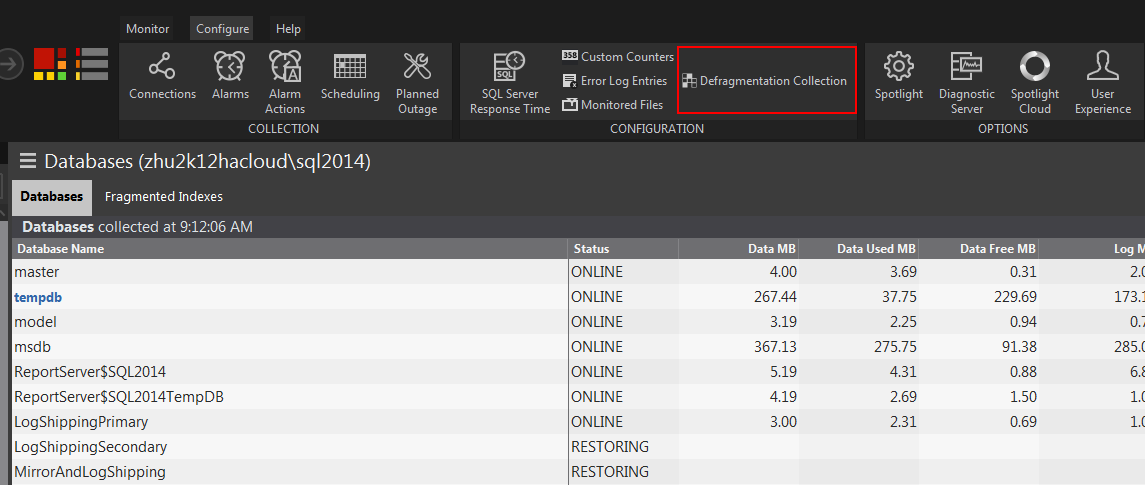 Monitor Configure Help
Connections Alarms Alarm Actions Scheduling Planned Outage
COLLECTION
SQL
SQL Server Response Time
358 Custom Counters
Error Log Entries
Monitored Files
Defragmentation Collection
CONFIGURATION
Spotlight Diagnostic Server Spotlight Cloud User Experience
OPTIONS
Databases (zhu2k12hacloud\sql2014)
Databases Fragmented Indexes
Databases collected at 9:12:06 AM
Database Name Status Data MB Data Used MB Data Free MB Log M
master ONLINE 4.00 3.69 0.31 2.0
tempdb ONLINE 267.44 37.75 229.69 173.1
model ONLINE 3.19 2.25 0.94 0.7
msdb ONLINE 367.13 275.75 91.38 285.0
ReportServer$SQL2014 ONLINE 5.19 4.31 0.88 6.8
ReportServer$SQL2014TempDB ONLINE 4.19 2.69 1.50 1.0
LogShippingPrimary ONLINE 3.00 2.31 0.69 1.0
LogShippingSecondary RESTORING
MirrorAndLogShipping RESTORING